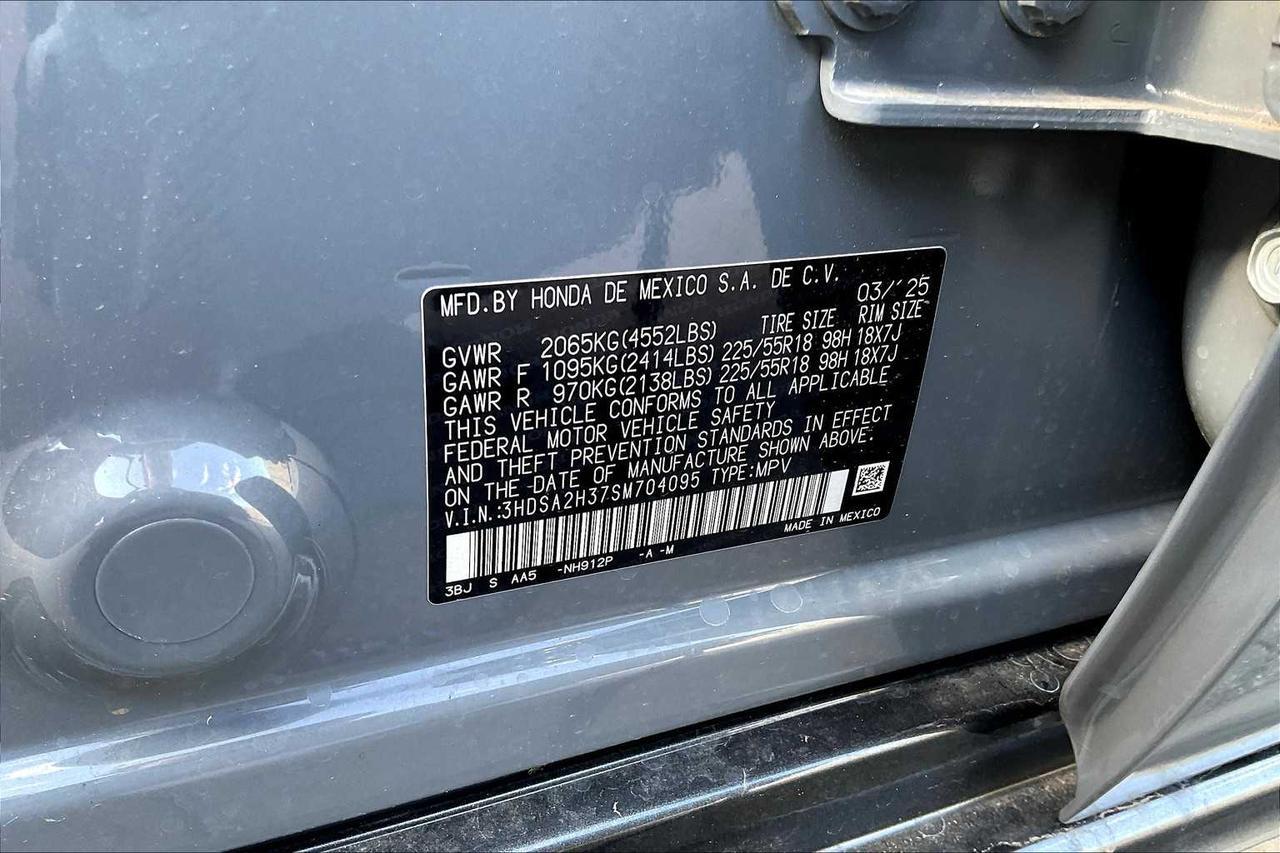 MFD.BY HONDA DE MEXICO S.A. DE C.V. 03/'25
GVWR 2065KG(4552LBS) TIRE SIZE RIM SIZE
GAWR F 1095KG(2414LBS) 225/55R18 98H 18X7J
GAWR R 970KG(2138LBS) 225/55R18 98H 18X7J
THIS VEHICLE CONFORMS TO ALL APPLICABLE
FEDERAL MOTOR VEHICLE SAFETY
AND THEFT PREVENTION STANDARDS IN EFFECT
ON THE DATE OF MANUFACTURE SHOWN ABOVE.
V.I.N.:3HDSA2H37SM704095 TYPE:MPV
MADE IN MEXICO
3BJ S AA5 -NH912P -A -M